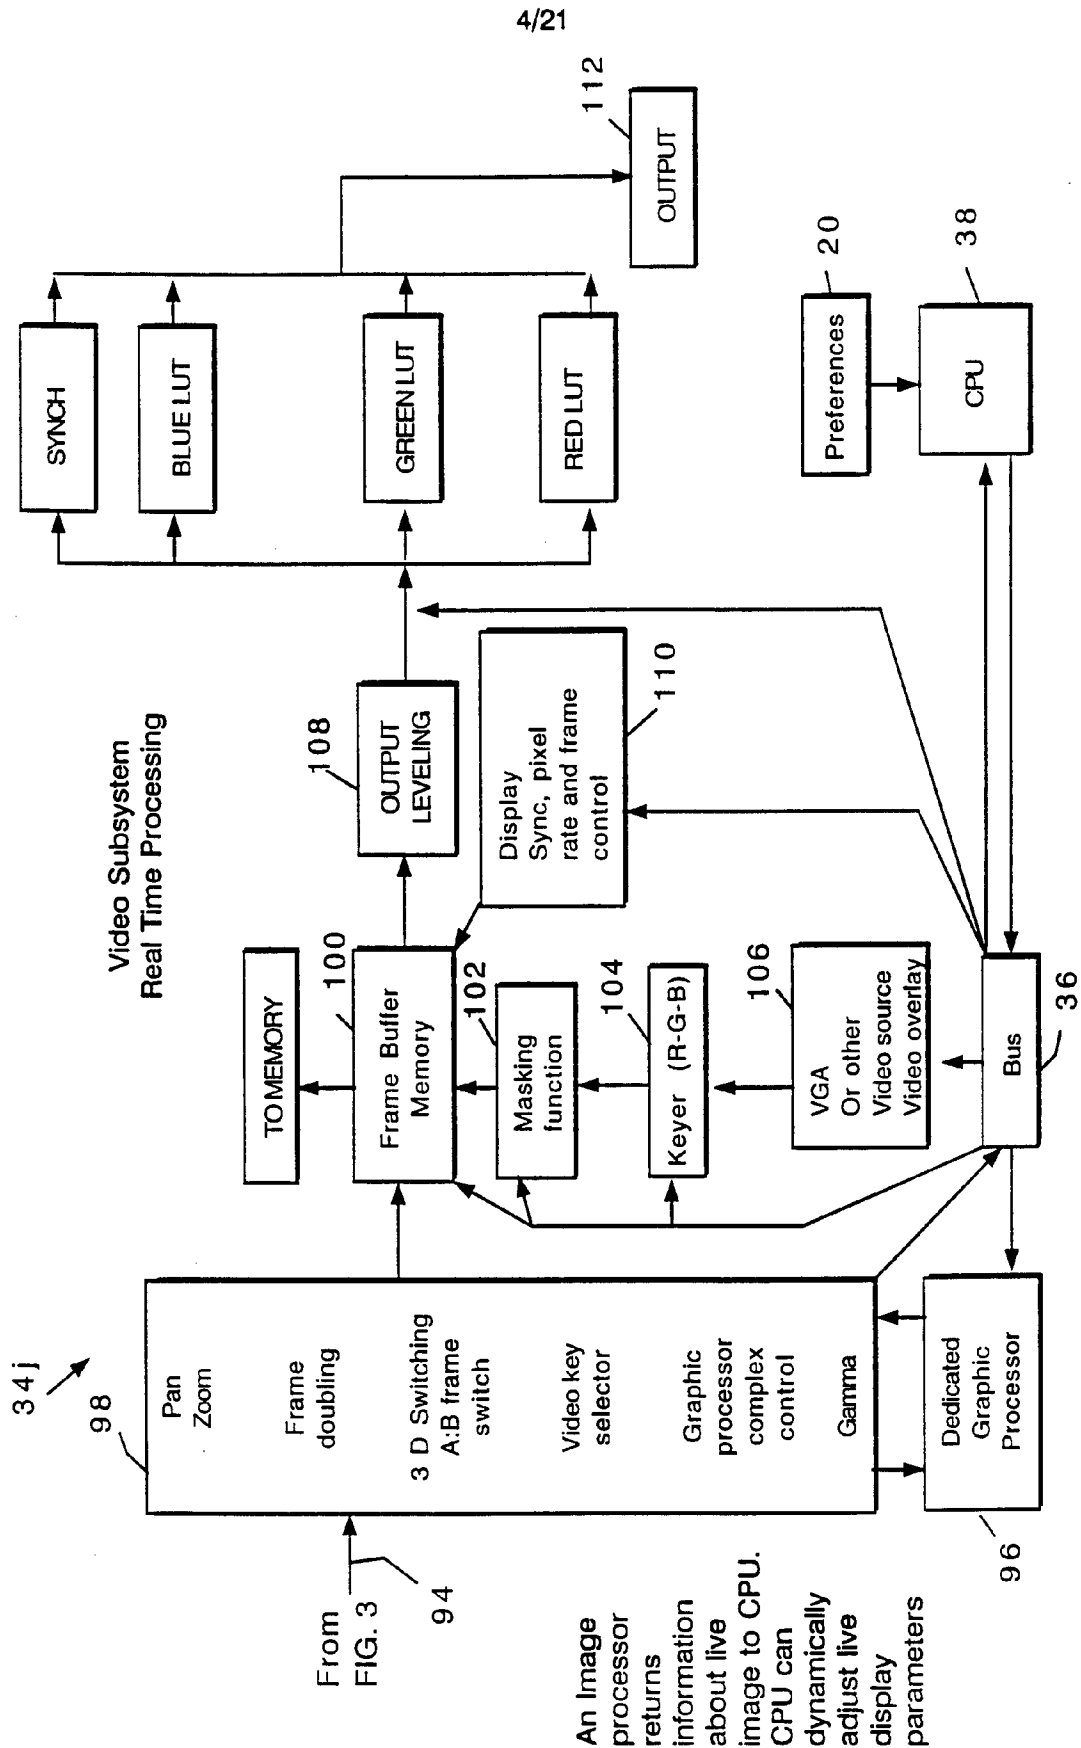 4/21
Video Subsystem
Real Time Processing
34j
98
Pan
Zoom
Frame
doubling
3 D Switching
A:B frame
switch
Video key
selector
Graphic
processor
complex
control
Gamma
From
FIG. 3
94
An Image
processor
returns
information
about live
image to CPU.
CPU can
dynamically
adjust live
display
parameters
Dedicated
Graphic
Processor
96
TO MEMORY
100
Frame Buffer
Memory
102
Masking
function
104
Keyer (R-G-B)
106
VGA
Or other
Video source
Video overlay
Bus
36
108
OUTPUT
LEVELING
Display
Sync, pixel
rate and frame
control
110
SYNCH
BLUE LUT
GREEN LUT
RED LUT
112
OUTPUT
20
Preferences
38
CPU